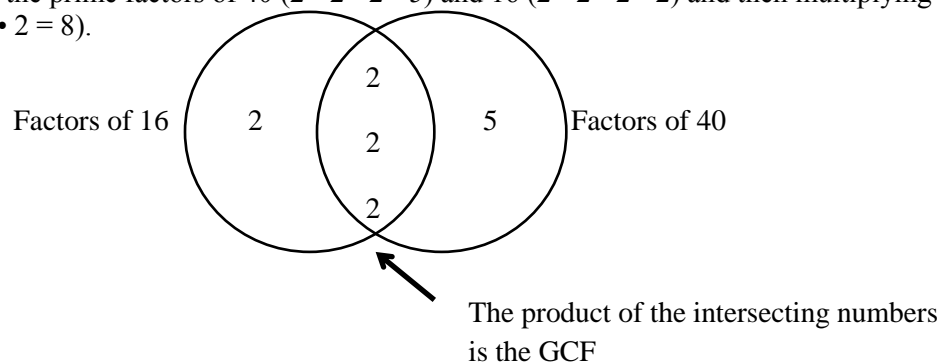 the prime factors of 40 (2 • 2 • 2 • 5) and 16 (2 • 2 • 2 • 2) and then multiplying
• 2 = 8).
2
Factors of 16 2 2 5 Factors of 40
2
The product of the intersecting numbers
is the GCF